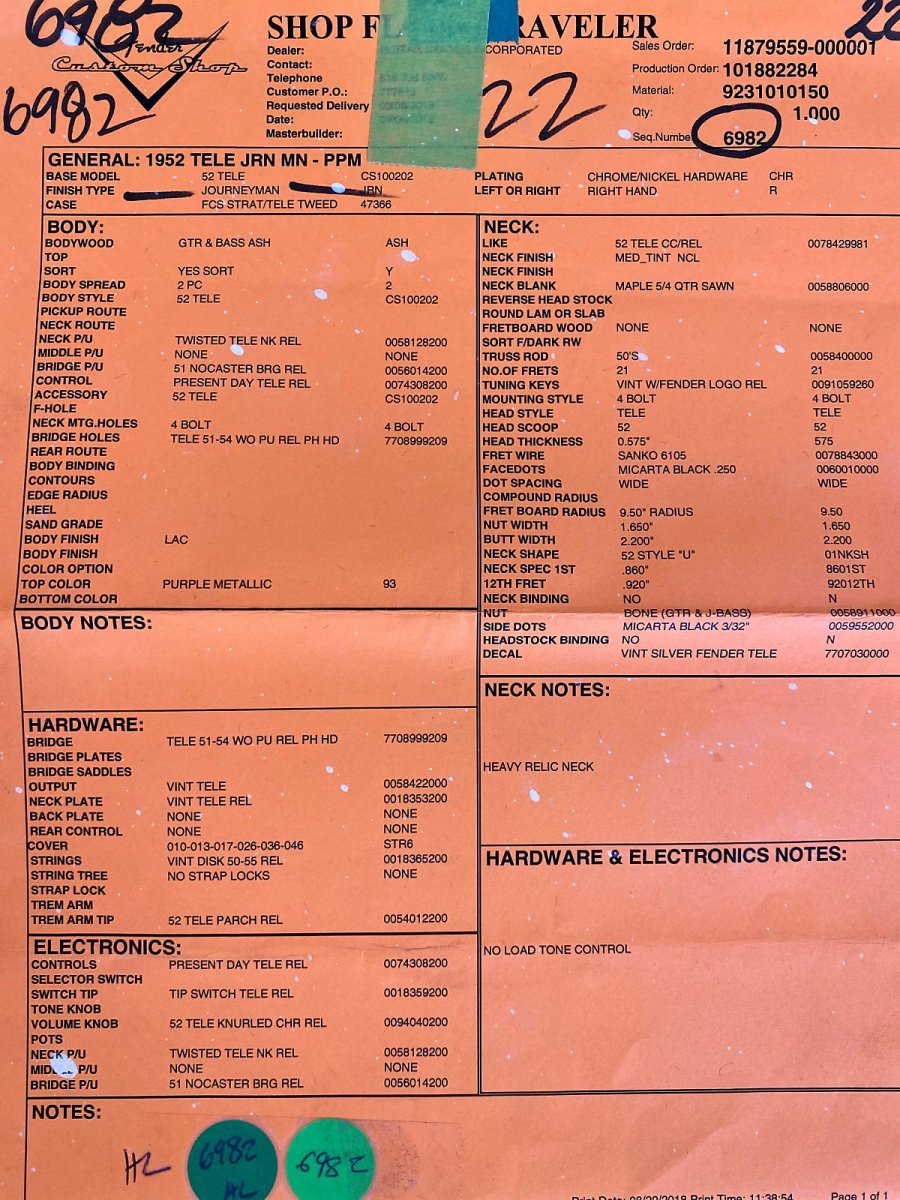 6982
22
Fender
Custom Shop
6982
SHOP F RAVELER
Dealer: CORPORATED
Contact:
Telephone
Customer P.O.:
Requested Delivery
Date:
Masterbuilder:
22
Sales Order: 11879559-000001
Production Order: 101882284
Material: 9231010150
Qty: 1.000
Seq.Numbe 6982
GENERAL: 1952 TELE JRN MN - PPM
BASE MODEL 52 TELE CS100202 PLATING CHROME/NICKEL HARDWARE CHR
FINISH TYPE JOURNEYMAN JRN LEFT OR RIGHT RIGHT HAND R
CASE FCS STRAT/TELE TWEED 47366
BODY:
BODYWOOD GTR & BASS ASH ASH
TOP
SORT YES SORT Y
BODY SPREAD 2 PC 2
BODY STYLE 52 TELE CS100202
PICKUP ROUTE
NECK ROUTE
NECK P/U TWISTED TELE NK REL 0058128200
MIDDLE P/U NONE NONE
BRIDGE P/U 51 NOCASTER BRG REL 0056014200
CONTROL PRESENT DAY TELE REL 0074308200
ACCESSORY 52 TELE CS100202
F-HOLE
NECK MTG.HOLES 4 BOLT 4 BOLT
BRIDGE HOLES TELE 51-54 WO PU REL PH HD 7708999209
REAR ROUTE
BODY BINDING
CONTOURS
EDGE RADIUS
HEEL
SAND GRADE
BODY FINISH LAC
BODY FINISH
COLOR OPTION
TOP COLOR PURPLE METALLIC 93
BOTTOM COLOR
BODY NOTES:
HARDWARE:
BRIDGE TELE 51-54 WO PU REL PH HD 7708999209
BRIDGE PLATES
BRIDGE SADDLES
OUTPUT VINT TELE 0058422000
NECK PLATE VINT TELE REL 0018353200
BACK PLATE NONE NONE
REAR CONTROL NONE NONE
COVER 010-013-017-026-036-046 STR6
STRINGS VINT DISK 50-55 REL 0018365200
STRING TREE NO STRAP LOCKS NONE
STRAP LOCK
TREM ARM
TREM ARM TIP 52 TELE PARCH REL 0054012200
ELECTRONICS:
CONTROLS PRESENT DAY TELE REL 0074308200
SELECTOR SWITCH
SWITCH TIP TIP SWITCH TELE REL 0018359200
TONE KNOB
VOLUME KNOB 52 TELE KNURLED CHR REL 0094040200
POTS
NECK P/U TWISTED TELE NK REL 0058128200
MIDDLE P/U NONE NONE
BRIDGE P/U 51 NOCASTER BRG REL 0056014200
NECK:
LIKE 52 TELE CC/REL 0078429981
NECK FINISH MED_TINT NCL
NECK FINISH
NECK BLANK MAPLE 5/4 QTR SAWN 0058806000
REVERSE HEAD STOCK
ROUND LAM OR SLAB
FRETBOARD WOOD NONE NONE
SORT F/DARK RW
TRUSS ROD 50'S 0058400000
NO.OF FRETS 21 21
TUNING KEYS VINT W/FENDER LOGO REL 0091059260
MOUNTING STYLE 4 BOLT 4 BOLT
HEAD STYLE TELE TELE
HEAD SCOOP 52 52
HEAD THICKNESS 0.575" 575
FRET WIRE SANKO 6105 0078843000
FACEDOTS MICARTA BLACK .250 0060010000
DOT SPACING WIDE WIDE
COMPOUND RADIUS
FRET BOARD RADIUS 9.50" RADIUS 9.50
NUT WIDTH 1.650" 1.650
BUTT WIDTH 2.200" 2.200
NECK SHAPE 52 STYLE "U" 01NKSH
NECK SPEC 1ST .860" 8601ST
12TH FRET .920" 92012TH
NECK BINDING NO N
NUT BONE (GTR & J-BASS) 0058911000
SIDE DOTS MICARTA BLACK 3/32" 0059552000
HEADSTOCK BINDING NO N
DECAL VINT SILVER FENDER TELE 7707030000
NECK NOTES:
HEAVY RELIC NECK
HARDWARE & ELECTRONICS NOTES:
NO LOAD TONE CONTROL
NOTES:
HL
6982
HL
6982
Print Date: 08/20/2018 Print Time: 11:38:54 Page 1 of 1